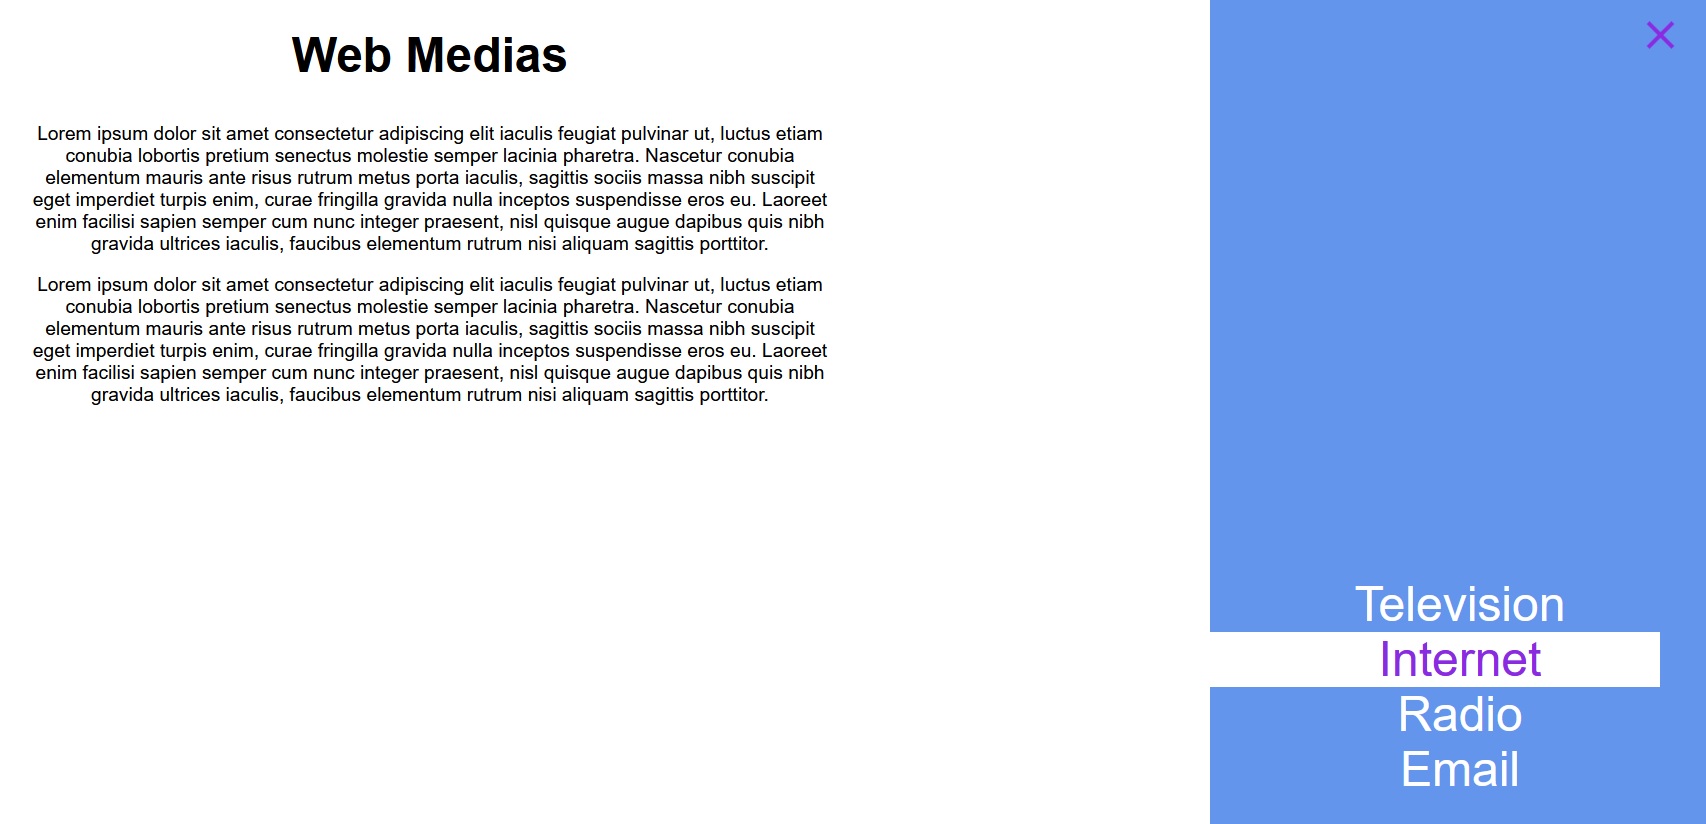 Web Medias
Lorem ipsum dolor sit amet consectetur adipiscing elit iaculis feugiat pulvinar ut, luctus etiam
conubia lobortis pretium senectus molestie semper lacinia pharetra. Nascetur conubia
elementum mauris ante risus rutrum metus porta iaculis, sagittis sociis massa nibh suscipit
eget imperdiet turpis enim, curae fringilla gravida nulla inceptos suspendisse eros eu. Laoreet
enim facilisi sapien semper cum nunc integer praesent, nisl quisque augue dapibus quis nibh
gravida ultrices iaculis, faucibus elementum rutrum nisi aliquam sagittis porttitor.
Lorem ipsum dolor sit amet consectetur adipiscing elit iaculis feugiat pulvinar ut, luctus etiam
conubia lobortis pretium senectus molestie semper lacinia pharetra. Nascetur conubia
elementum mauris ante risus rutrum metus porta iaculis, sagittis sociis massa nibh suscipit
eget imperdiet turpis enim, curae fringilla gravida nulla inceptos suspendisse eros eu. Laoreet
enim facilisi sapien semper cum nunc integer praesent, nisl quisque augue dapibus quis nibh
gravida ultrices iaculis, faucibus elementum rutrum nisi aliquam sagittis porttitor.
Television
Internet
Radio
Email